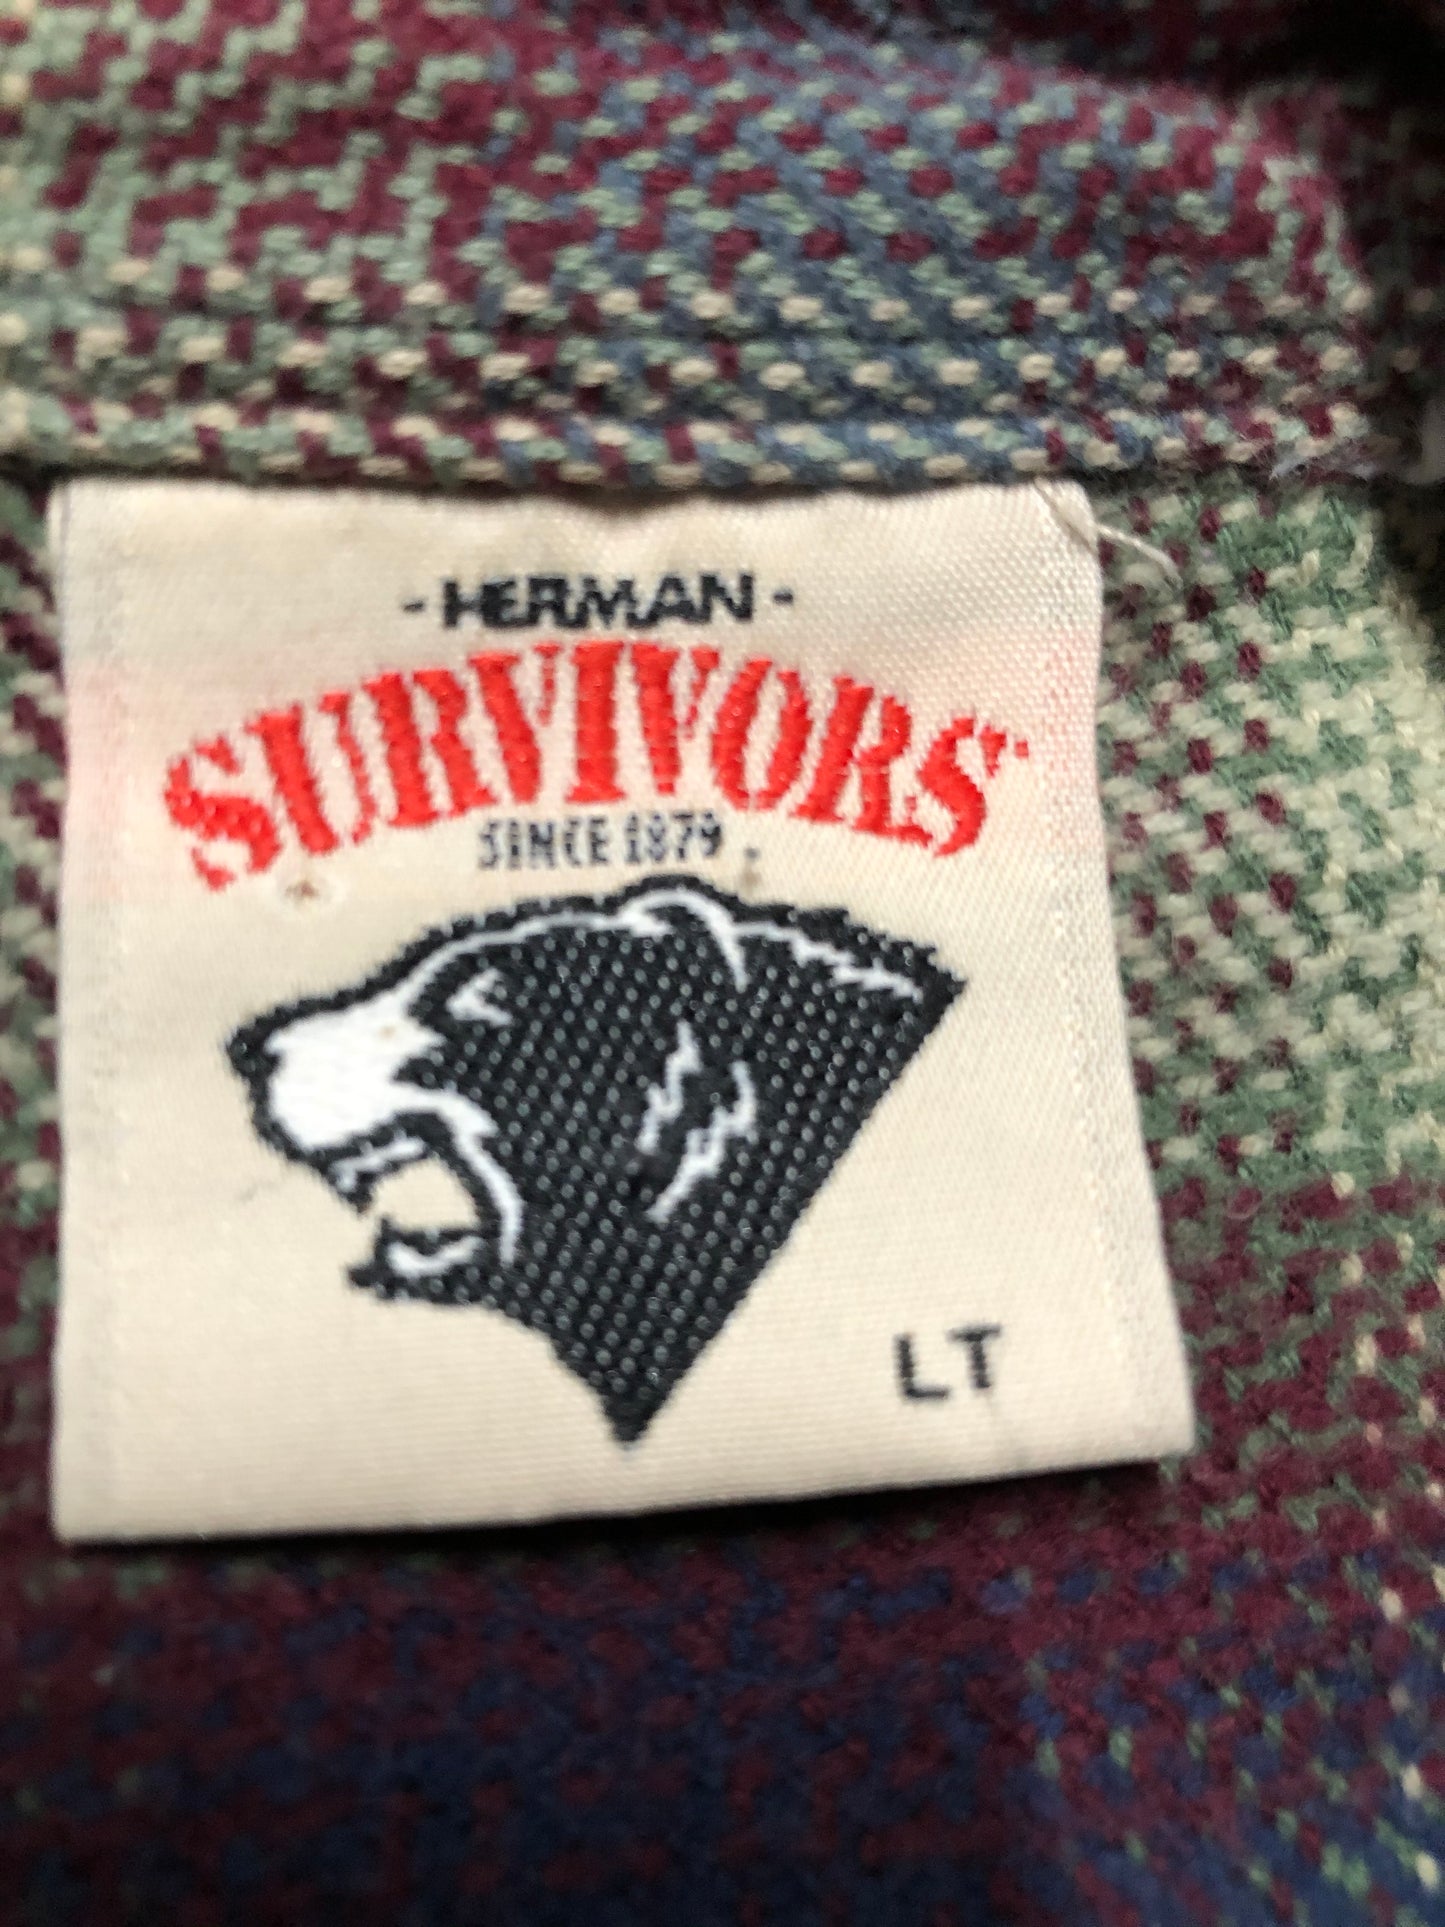 - HERMAN -
SURVIVORS
SINCE 1879
LT